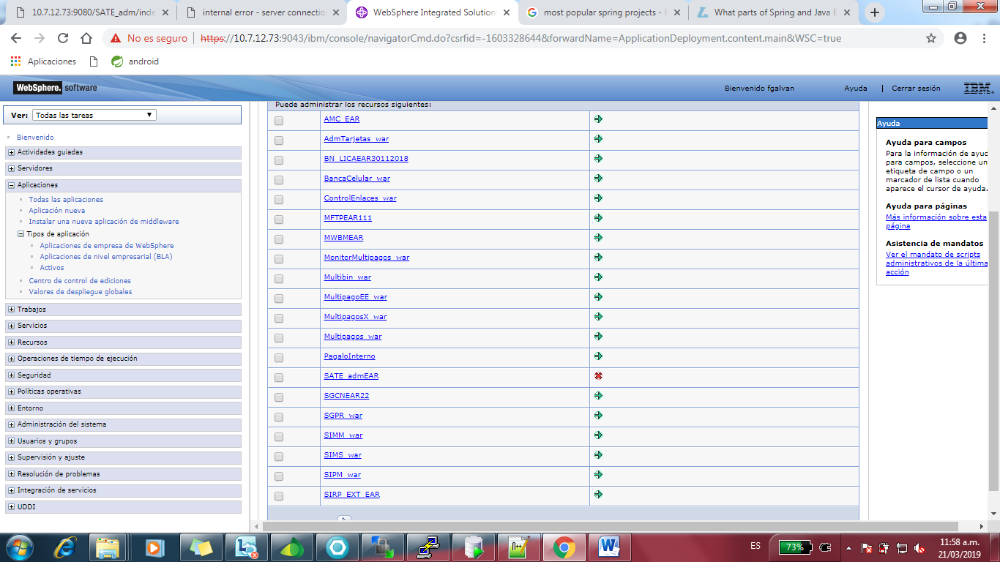 10.7.12.73:9080/SATE_adm/inde
internal error - server connectio
WebSphere Integrated Solution
most popular spring projects - 
What parts of Spring and Java E
No es seguro
https://10.7.12.73:9043/ibm/console/navigatorCmd.do?csrfid=-1603328644&forwardName=ApplicationDeployment.content.main&WSC=true
Aplicaciones
android
WebSphere. software
Bienvenido fgalvan
Ayuda
Cerrar sesión
IBM.
Ver:
Todas las tareas
Bienvenido
Actividades guiadas
Servidores
Aplicaciones
Todas las aplicaciones
Aplicación nueva
Instalar una nueva aplicación de middleware
Tipos de aplicación
Aplicaciones de empresa de WebSphere
Aplicaciones de nivel empresarial (BLA)
Activos
Centro de control de ediciones
Valores de despliegue globales
Trabajos
Servicios
Recursos
Operaciones de tiempo de ejecución
Seguridad
Políticas operativas
Entorno
Administración del sistema
Usuarios y grupos
Supervisión y ajuste
Resolución de problemas
Integración de servicios
UDDI
Puede administrar los recursos siguientes:
AMC_EAR
AdmTarjetas_war
BN_LICAEAR30112018
BancaCelular_war
ControlEnlaces_war
MFTPEAR111
MWBMEAR
MonitorMultipagos_war
Multibin_war
MultipagoEE_war
MultipagosX_war
Multipagos_war
PagaloInterno
SATE_admEAR
SGCNEAR22
SGPR_war
SIMM_war
SIMS_war
SIPM_war
SIRP_EXT_EAR
Ayuda
Ayuda para campos
Para la información de ayuc
para campos, seleccione un
etiqueta de campo o un
marcador de lista cuando
aparece el cursor de ayuda.
Ayuda para páginas
Más información sobre esta
página
Asistencia de mandatos
Ver el mandato de scripts
administrativos de la última
acción
ES
73%
11:58 a.m.
21/03/2019